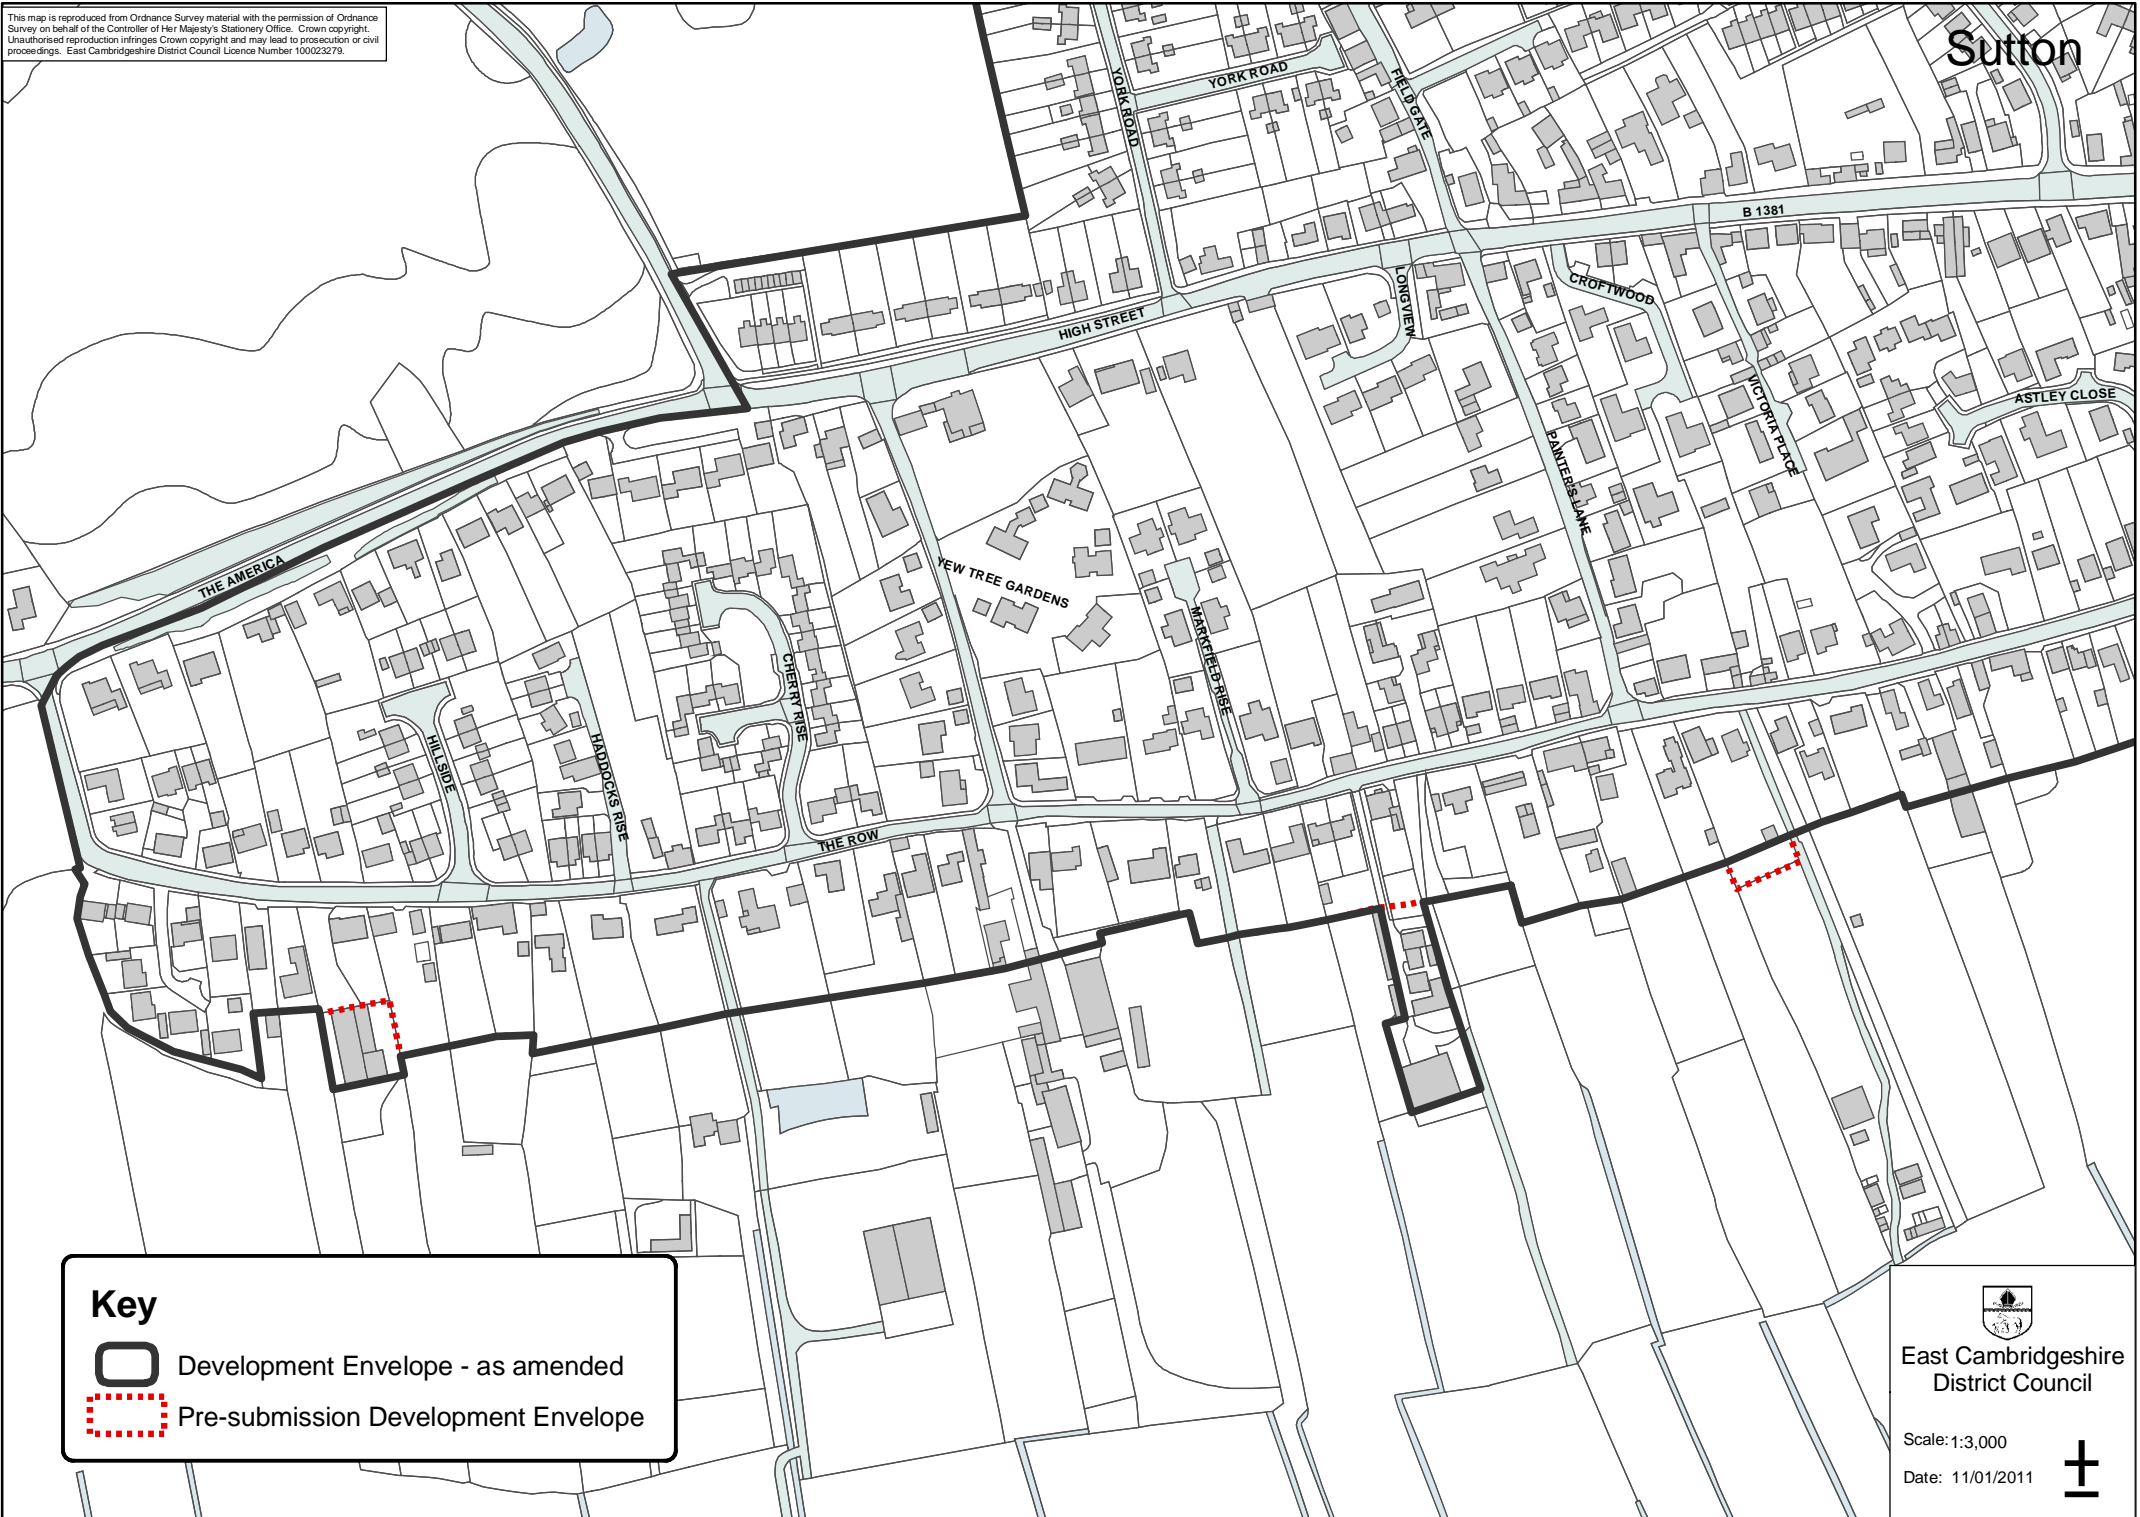 This map is reproduced from Ordnance Survey material with the permission of Ordnance
Survey on behalf of the Controller of Her Majesty's Stationery Office. Crown copyright.
Unauthorised reproduction infringes Crown copyright and may lead to prosecution or civil
proceedings. East Cambridgeshire District Council Licence Number 100023279.
Sutton
YORK ROAD
YORK ROAD
FIELD GATE
B 1381
LONGVIEW
CROFTWOOD
HIGH STREET
VICTORIA PLACE
ASTLEY CLOSE
PANTER'S LANE
THE AMERICA
YEW TREE GARDENS
MARKFIELD RISE
CHERRY RISE
HILLSIDE
HADDOCKS RISE
THE ROW
Key
Development Envelope - as amended
Pre-submission Development Envelope
East Cambridgeshire
District Council
Scale: 1:3,000
Date: 11/01/2011